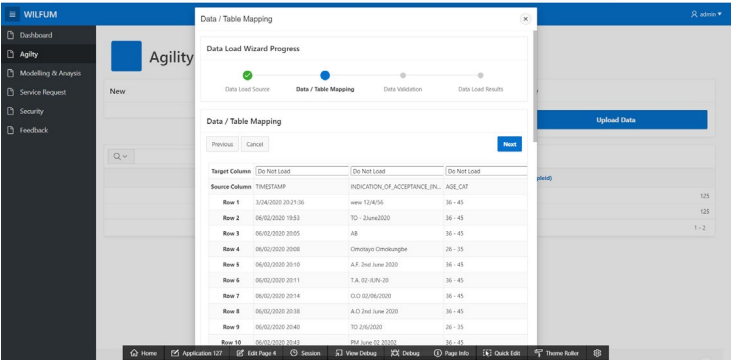 WILFUM
admin
Dashboard
Agilty
Modelling & Anaysis
Service Request
Security
Feedback
Agility
New
Upload Data
125
125
1 - 2
Data / Table Mapping
Data Load Wizard Progress
Data Load Source Data / Table Mapping Data Validation Data Load Results
Data / Table Mapping
Previous Cancel Next
Target Column Do Not Load Do Not Load Do Not Load
Source Column TIMESTAMP INDICATION_OF_ACCEPTANCE_(IN... AGE_CAT
Row 1 3/24/2020 20:21:36 wew 12/4/56 36 - 45
Row 2 06/02/2020 19:53 TO - 2June2020 36 - 45
Row 3 06/02/2020 20:05 AB 36 - 45
Row 4 06/02/2020 20:08 Omotayo Omokungbe 26 - 35
Row 5 06/02/2020 20:10 A.F. 2nd June 2020 36 - 45
Row 6 06/02/2020 20:11 T.A. 02-JUN-20 36 - 45
Row 7 06/02/2020 20:14 O.O 02/06/2020 36 - 45
Row 8 06/02/2020 20:38 A.O 2nd June 2020 36 - 45
Row 9 06/02/2020 20:40 TO 2/6/2020 26 - 35
Row 10 06/02/2020 20:43 PM June 02 20202 36 - 45
Home Application 127 Edit Page 4 Session View Debug Debug Page Info Quick Edit Theme Roller